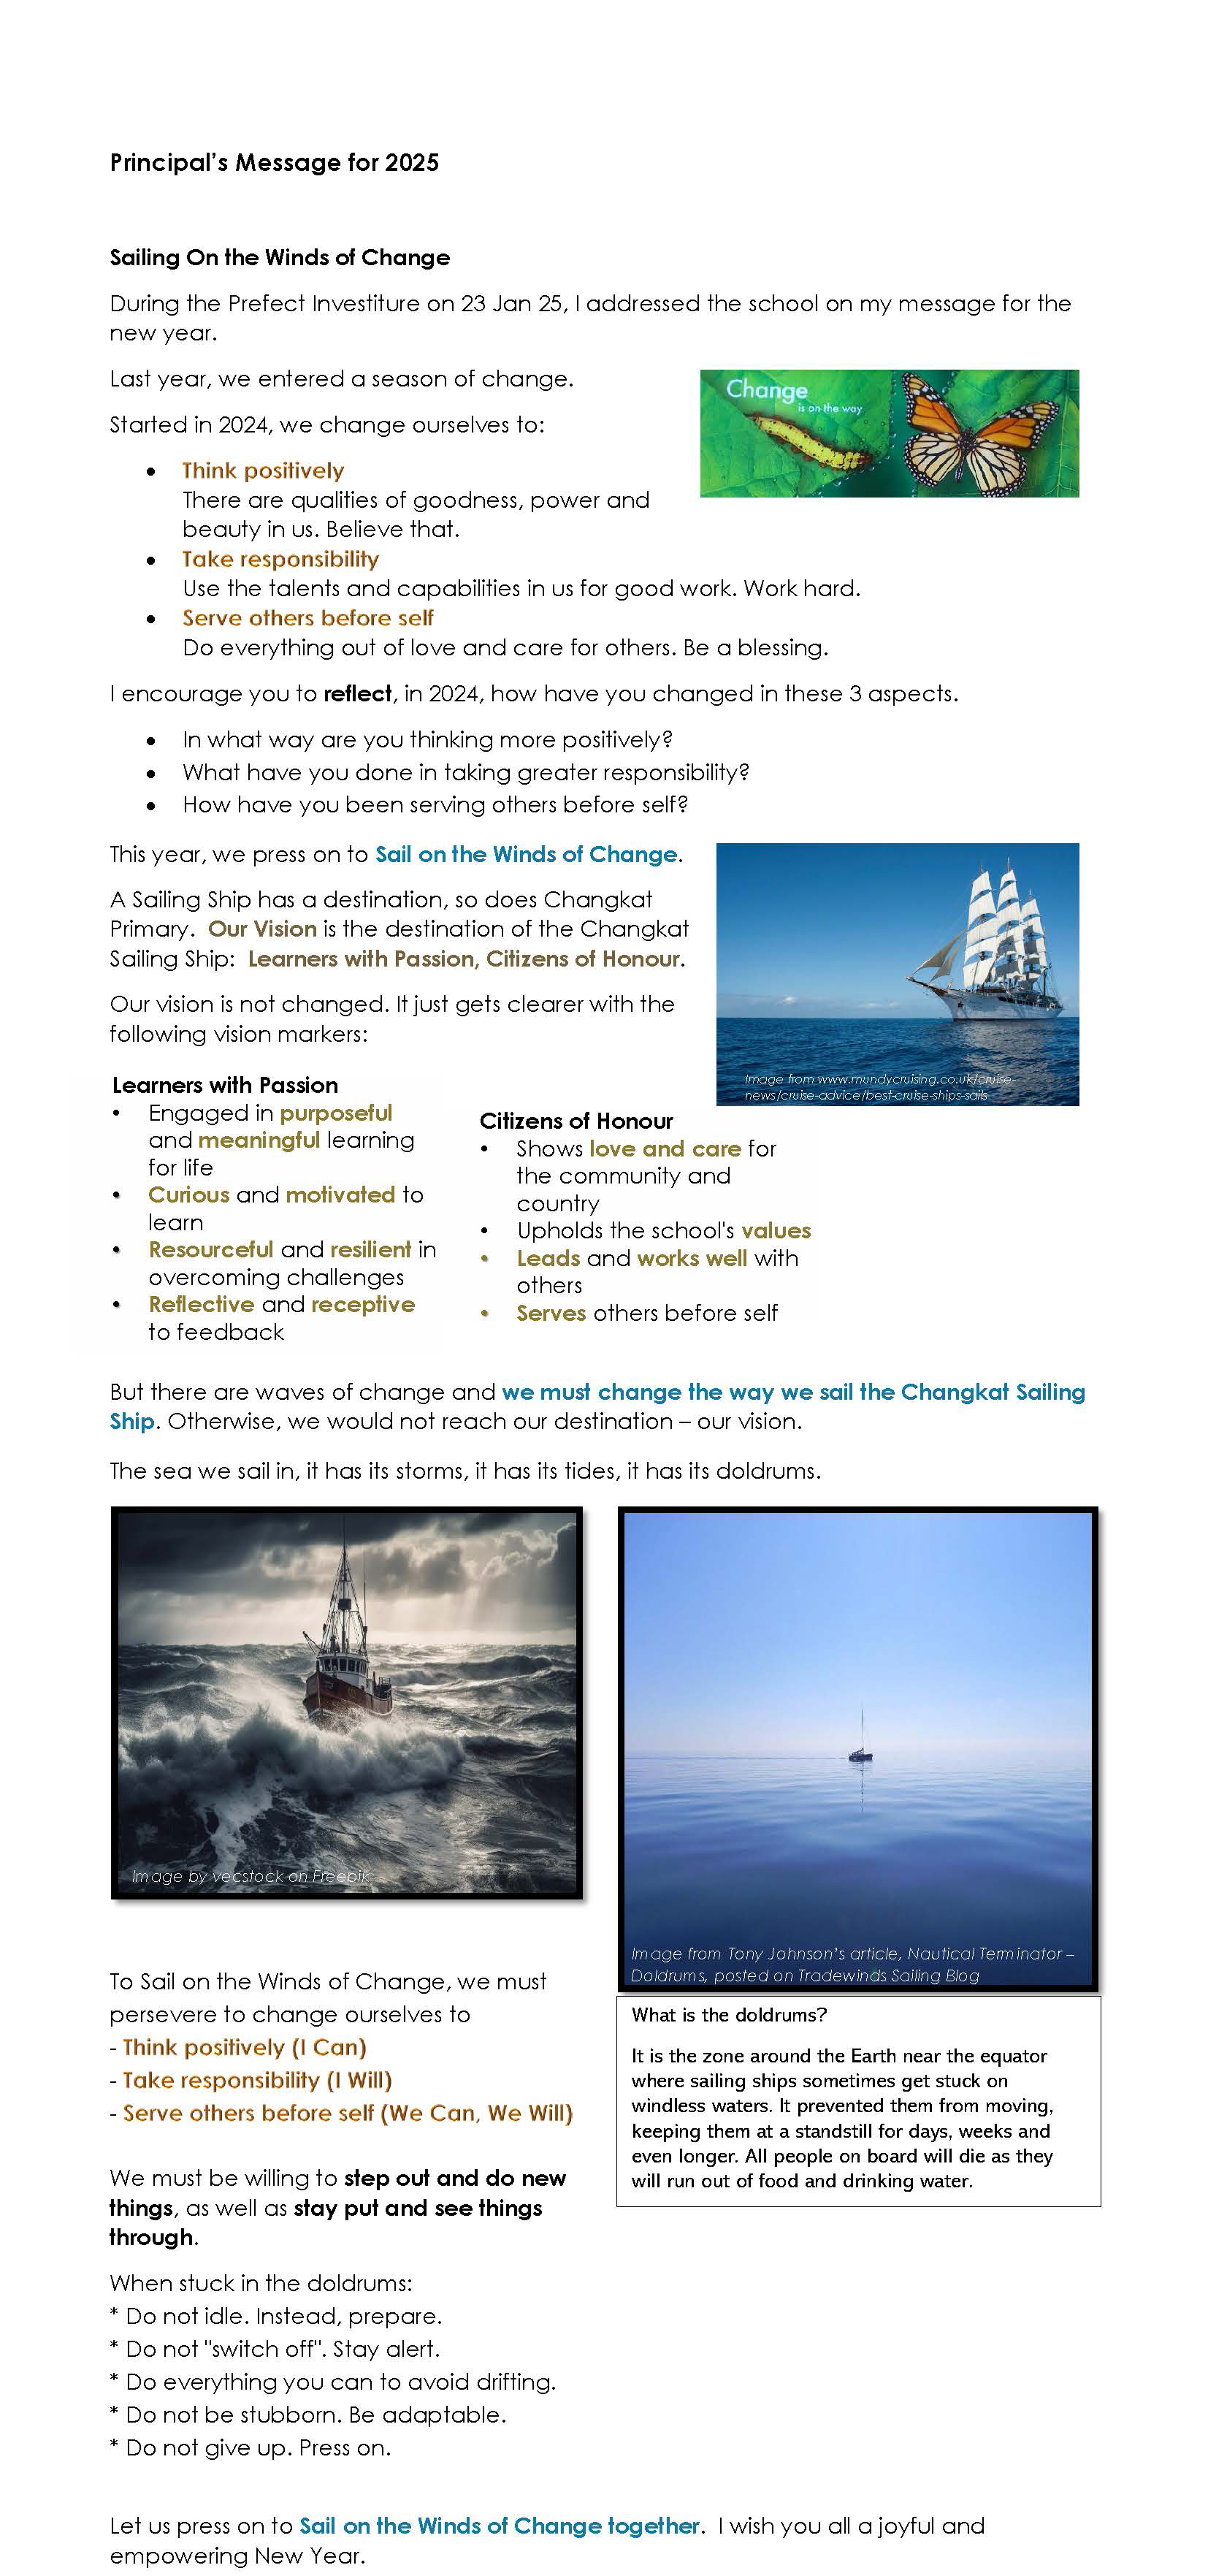 Principal's Message for 2025
Sailing On the Winds of Change
During the Prefect Investiture on 23 Jan 25, I addressed the school on my message for the
new year.
Last year, we entered a season of change.
Change
is on the way
Started in 2024, we change ourselves to:
• Think positively
There are qualities of goodness, power and
beauty in us. Believe that.
• Take responsibility
Use the talents and capabilities in us for good work. Work hard.
• Serve others before self
Do everything out of love and care for others. Be a blessing.
I encourage you to reflect, in 2024, how have you changed in these 3 aspects.
• In what way are you thinking more positively?
• What have you done in taking greater responsibility?
• How have you been serving others before self?
This year, we press on to Sail on the Winds of Change.
A Sailing Ship has a destination, so does Changkat
Primary.  Our Vision is the destination of the Changkat
Sailing Ship:  Learners with Passion, Citizens of Honour.
Our vision is not changed. It just gets clearer with the
following vision markers:
Image from www.mundycruising.co.uk/cruise-
news/cruise-advice/best-cruise-ships-sails
Learners with Passion
• Engaged in purposeful
and meaningful learning
for life
• Curious and motivated to
learn
• Resourceful and resilient in
overcoming challenges
• Reflective and receptive
to feedback
Citizens of Honour
• Shows love and care for
the community and
country
• Upholds the school's values
• Leads and works well with
others
• Serves others before self
But there are waves of change and we must change the way we sail the Changkat Sailing
Ship. Otherwise, we would not reach our destination – our vision.
The sea we sail in, it has its storms, it has its tides, it has its doldrums.
Image by vecstock on Freepik
Image from Tony Johnson's article, Nautical Terminator –
Doldrums, posted on Tradewinds Sailing Blog
What is the doldrums?
It is the zone around the Earth near the equator
where sailing ships sometimes get stuck on
windless waters. It prevented them from moving,
keeping them at a standstill for days, weeks and
even longer. All people on board will die as they
will run out of food and drinking water.
To Sail on the Winds of Change, we must
persevere to change ourselves to
- Think positively (I Can)
- Take responsibility (I Will)
- Serve others before self (We Can, We Will)
We must be willing to step out and do new
things, as well as stay put and see things
through.
When stuck in the doldrums:
* Do not idle. Instead, prepare.
* Do not "switch off". Stay alert.
* Do everything you can to avoid drifting.
* Do not be stubborn. Be adaptable.
* Do not give up. Press on.
Let us press on to Sail on the Winds of Change together.  I wish you all a joyful and
empowering New Year.